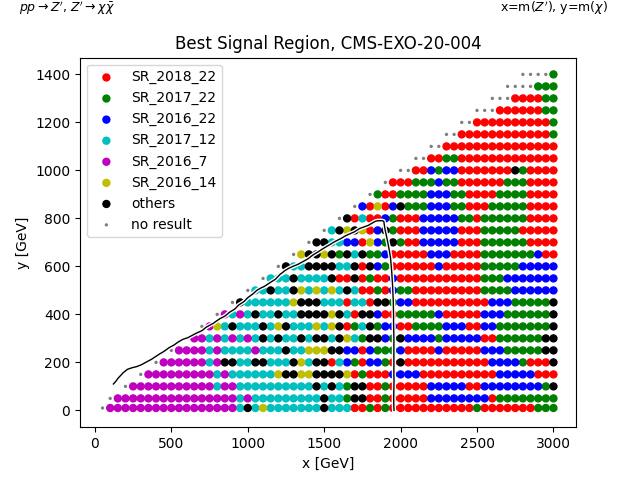 pp → Z′, Z′ → χχ̄
x=m(Z′), y=m(χ)
Best Signal Region, CMS-EXO-20-004
SR_2018_22
SR_2017_22
SR_2016_22
SR_2017_12
SR_2016_7
SR_2016_14
others
no result
y [GeV]
1400
1200
1000
800
600
400
200
0
0 500 1000 1500 2000 2500 3000
x [GeV]